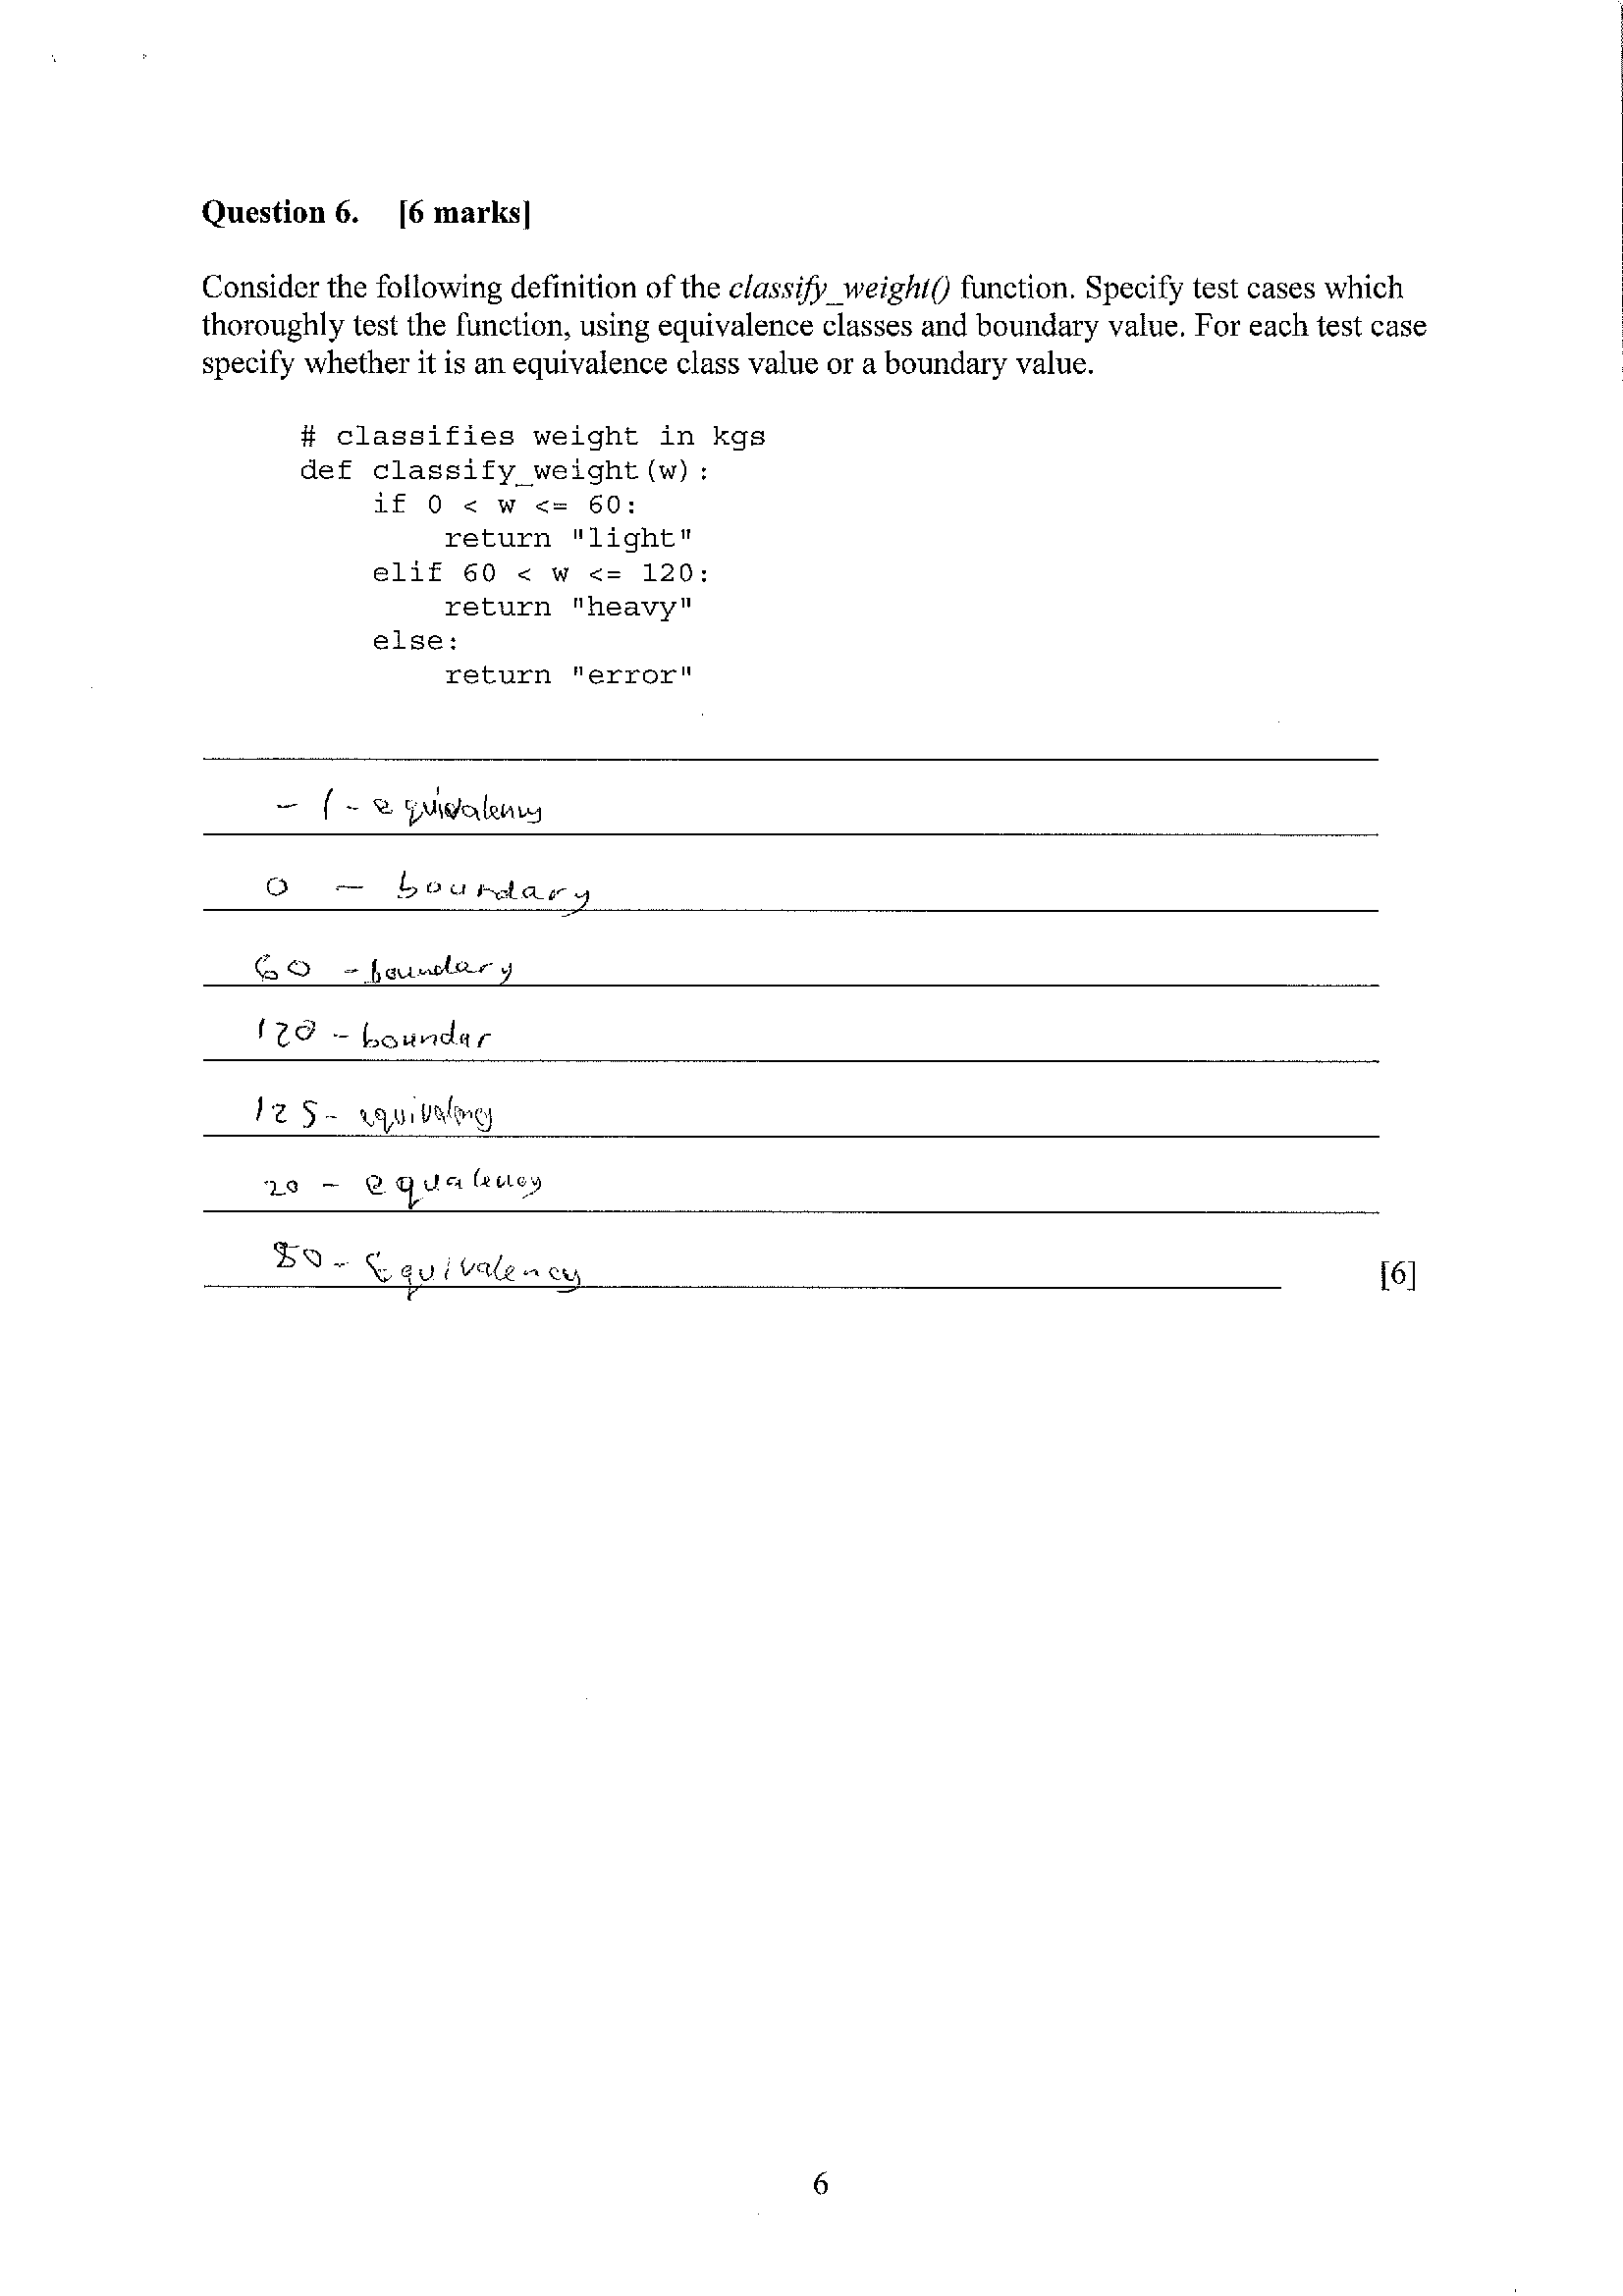 Question 6. [6 marks]
Consider the following definition of the classify_weight() function. Specify test cases which
thoroughly test the function, using equivalence classes and boundary value. For each test case
specify whether it is an equivalence class value or a boundary value.
# classifies weight in kgs
def classify_weight(w):
    if 0 < w <= 60:
        return "light"
    elif 60 < w <= 120:
        return "heavy"
    else:
        return "error"
- 1 - equivalency
0 - boundary
60 - boundary
120 - boundar
125 - equivalency
20 - equalency
80 - Equivalency
[6]
6